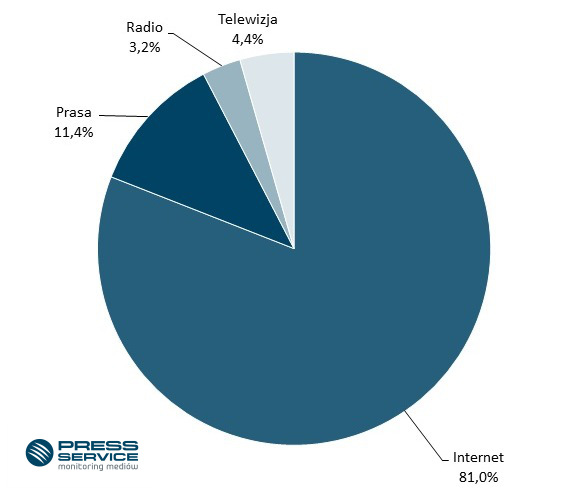 Telewizja
4,4%
Radio
3,2%
Prasa
11,4%
Internet
81,0%
PRESS
SERVICE
monitoring mediów